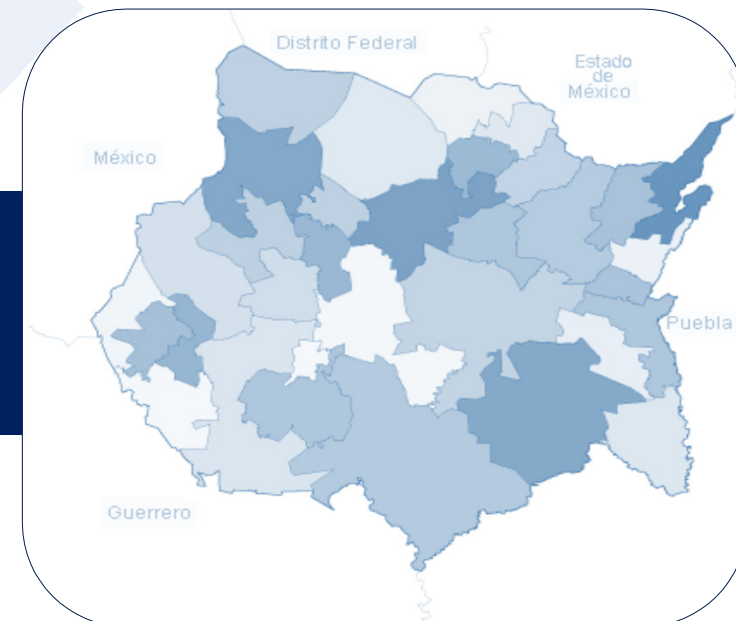 Distrito Federal
Estado
de
México
México
Puebla
Guerrero